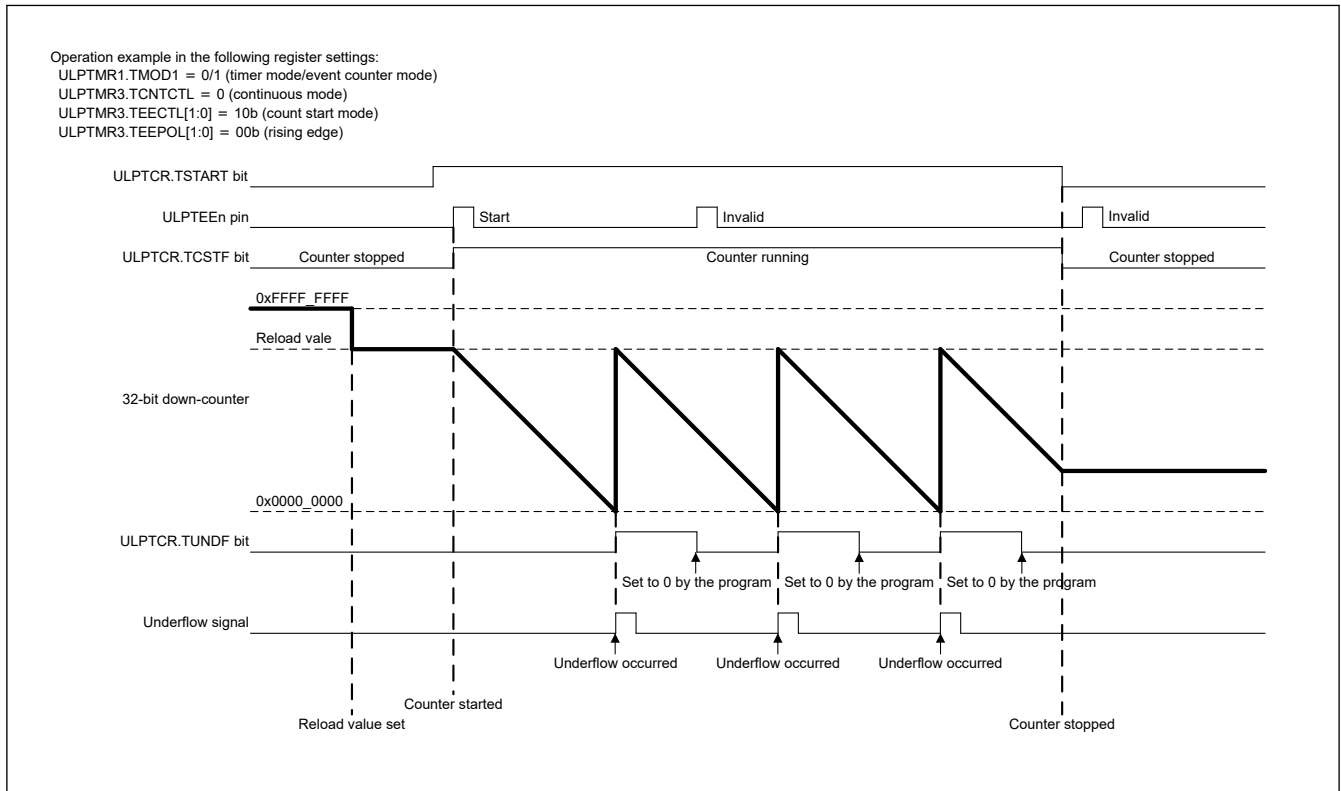 Operation example in the following register settings:
ULPTMR1.TMOD1 = 0/1 (timer mode/event counter mode)
ULPTMR3.TCNTCTL = 0 (continuous mode)
ULPTMR3.TEECTL[1:0] = 10b (count start mode)
ULPTMR3.TEEPOL[1:0] = 00b (rising edge)
ULPTCR.TSTART bit
ULPTEEn pin Start Invalid Invalid
ULPTCR.TCSTF bit Counter stopped Counter running Counter stopped
0xFFFF_FFFF
Reload vale
32-bit down-counter
0x0000_0000
ULPTCR.TUNDF bit
Set to 0 by the program Set to 0 by the program Set to 0 by the program
Underflow signal
Underflow occurred Underflow occurred Underflow occurred
Counter started
Reload value set Counter stopped